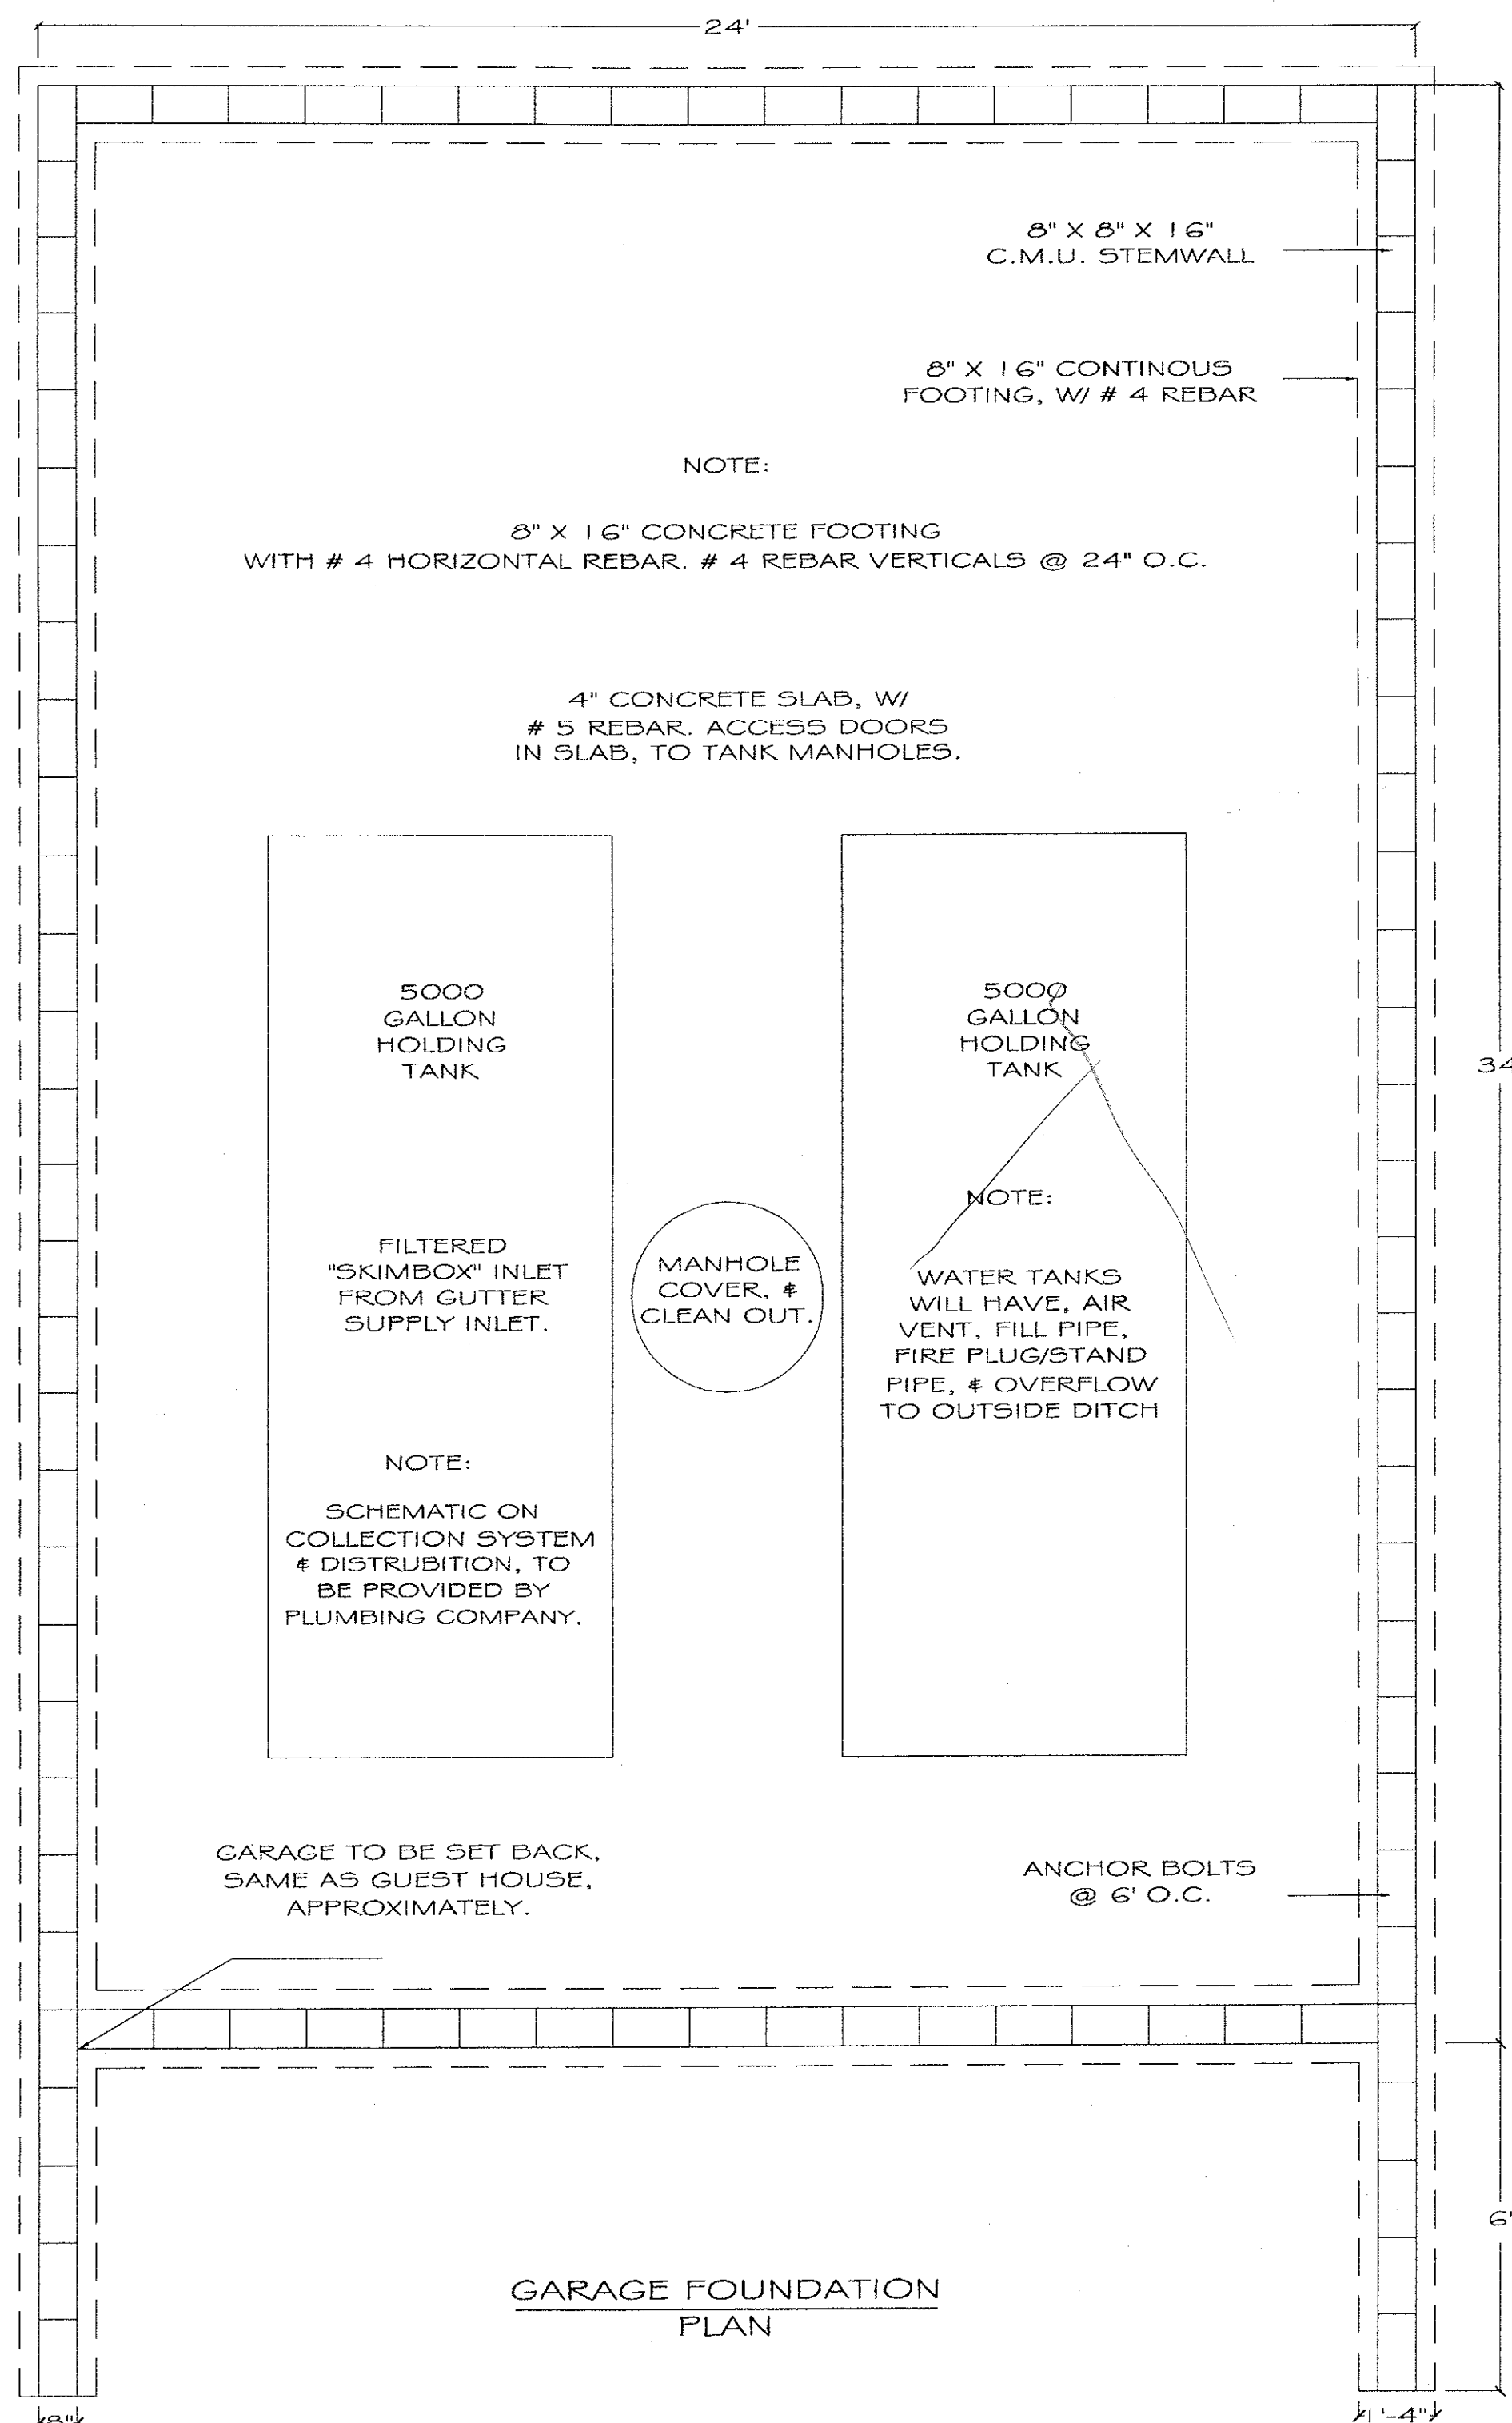 24'
8" X 8" X 16"
C.M.U. STEMWALL
8" X 16" CONTINOUS
FOOTING, W/ # 4 REBAR
NOTE:
8" X 16" CONCRETE FOOTING
WITH # 4 HORIZONTAL REBAR. # 4 REBAR VERTICALS @ 24" O.C.
4" CONCRETE SLAB, W/
# 5 REBAR. ACCESS DOORS
IN SLAB, TO TANK MANHOLES.
5000
GALLON
HOLDING
TANK
FILTERED
"SKIMBOX" INLET
FROM GUTTER
SUPPLY INLET.
NOTE:
SCHEMATIC ON
COLLECTION SYSTEM
& DISTRUBITION, TO
BE PROVIDED BY
PLUMBING COMPANY.
MANHOLE
COVER, &
CLEAN OUT.
5000
GALLON
HOLDING
TANK
NOTE:
WATER TANKS
WILL HAVE, AIR
VENT, FILL PIPE,
FIRE PLUG/STAND
PIPE, & OVERFLOW
TO OUTSIDE DITCH
34
GARAGE TO BE SET BACK,
SAME AS GUEST HOUSE,
APPROXIMATELY.
ANCHOR BOLTS
@ 6' O.C.
6'
GARAGE FOUNDATION
PLAN
8"
1'-4"